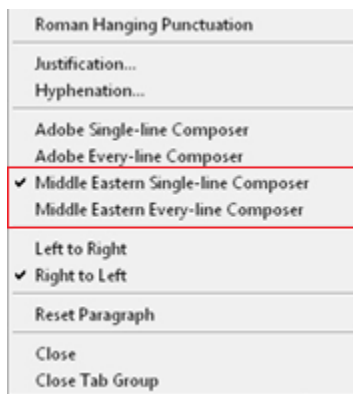 Roman Hanging Punctuation
Justification...
Hyphenation...
Adobe Single-line Composer
Adobe Every-line Composer
Middle Eastern Single-line Composer
Middle Eastern Every-line Composer
Left to Right
Right to Left
Reset Paragraph
Close
Close Tab Group